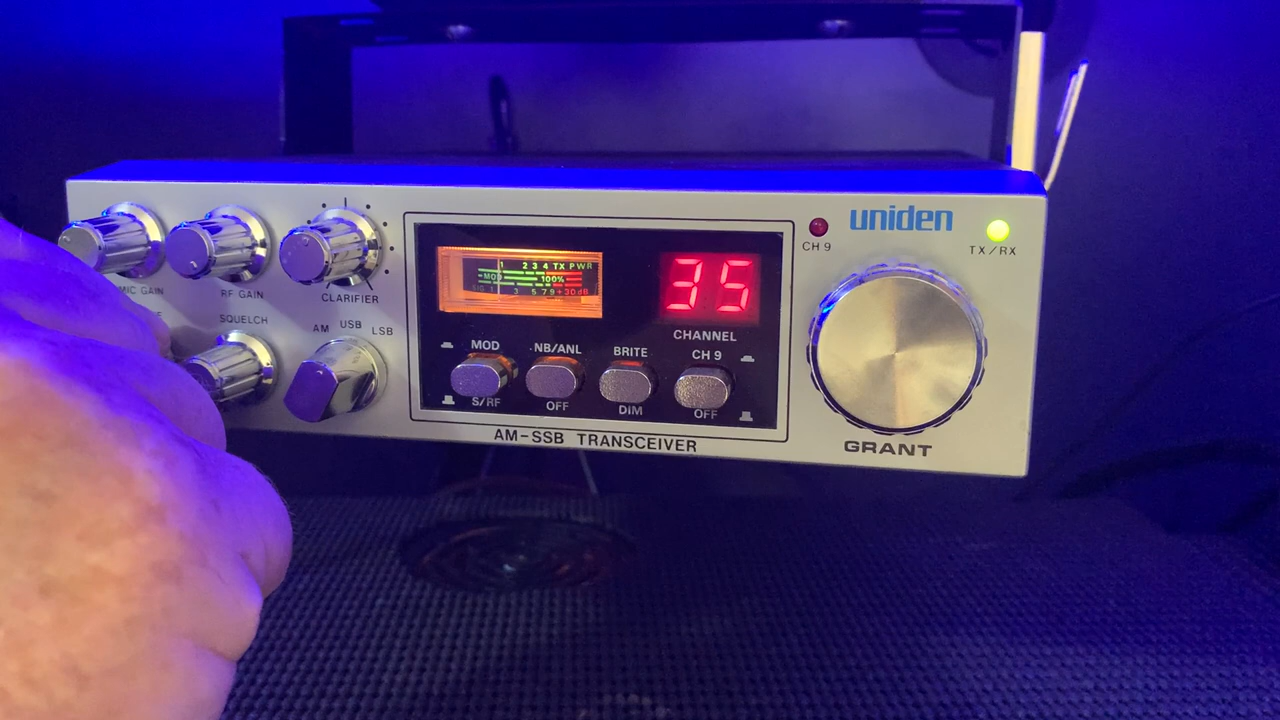 uniden
CH 9
TX/RX
MIC GAIN
RF GAIN
CLARIFIER
SQUELCH
AM USB LSB
1 2 3 4 TX PWR
MOD 100%
1 3 5 7 9 +30dB
35
CHANNEL
MOD NB/ANL BRITE CH 9
S/RF OFF DIM OFF
AM-SSB TRANSCEIVER
GRANT